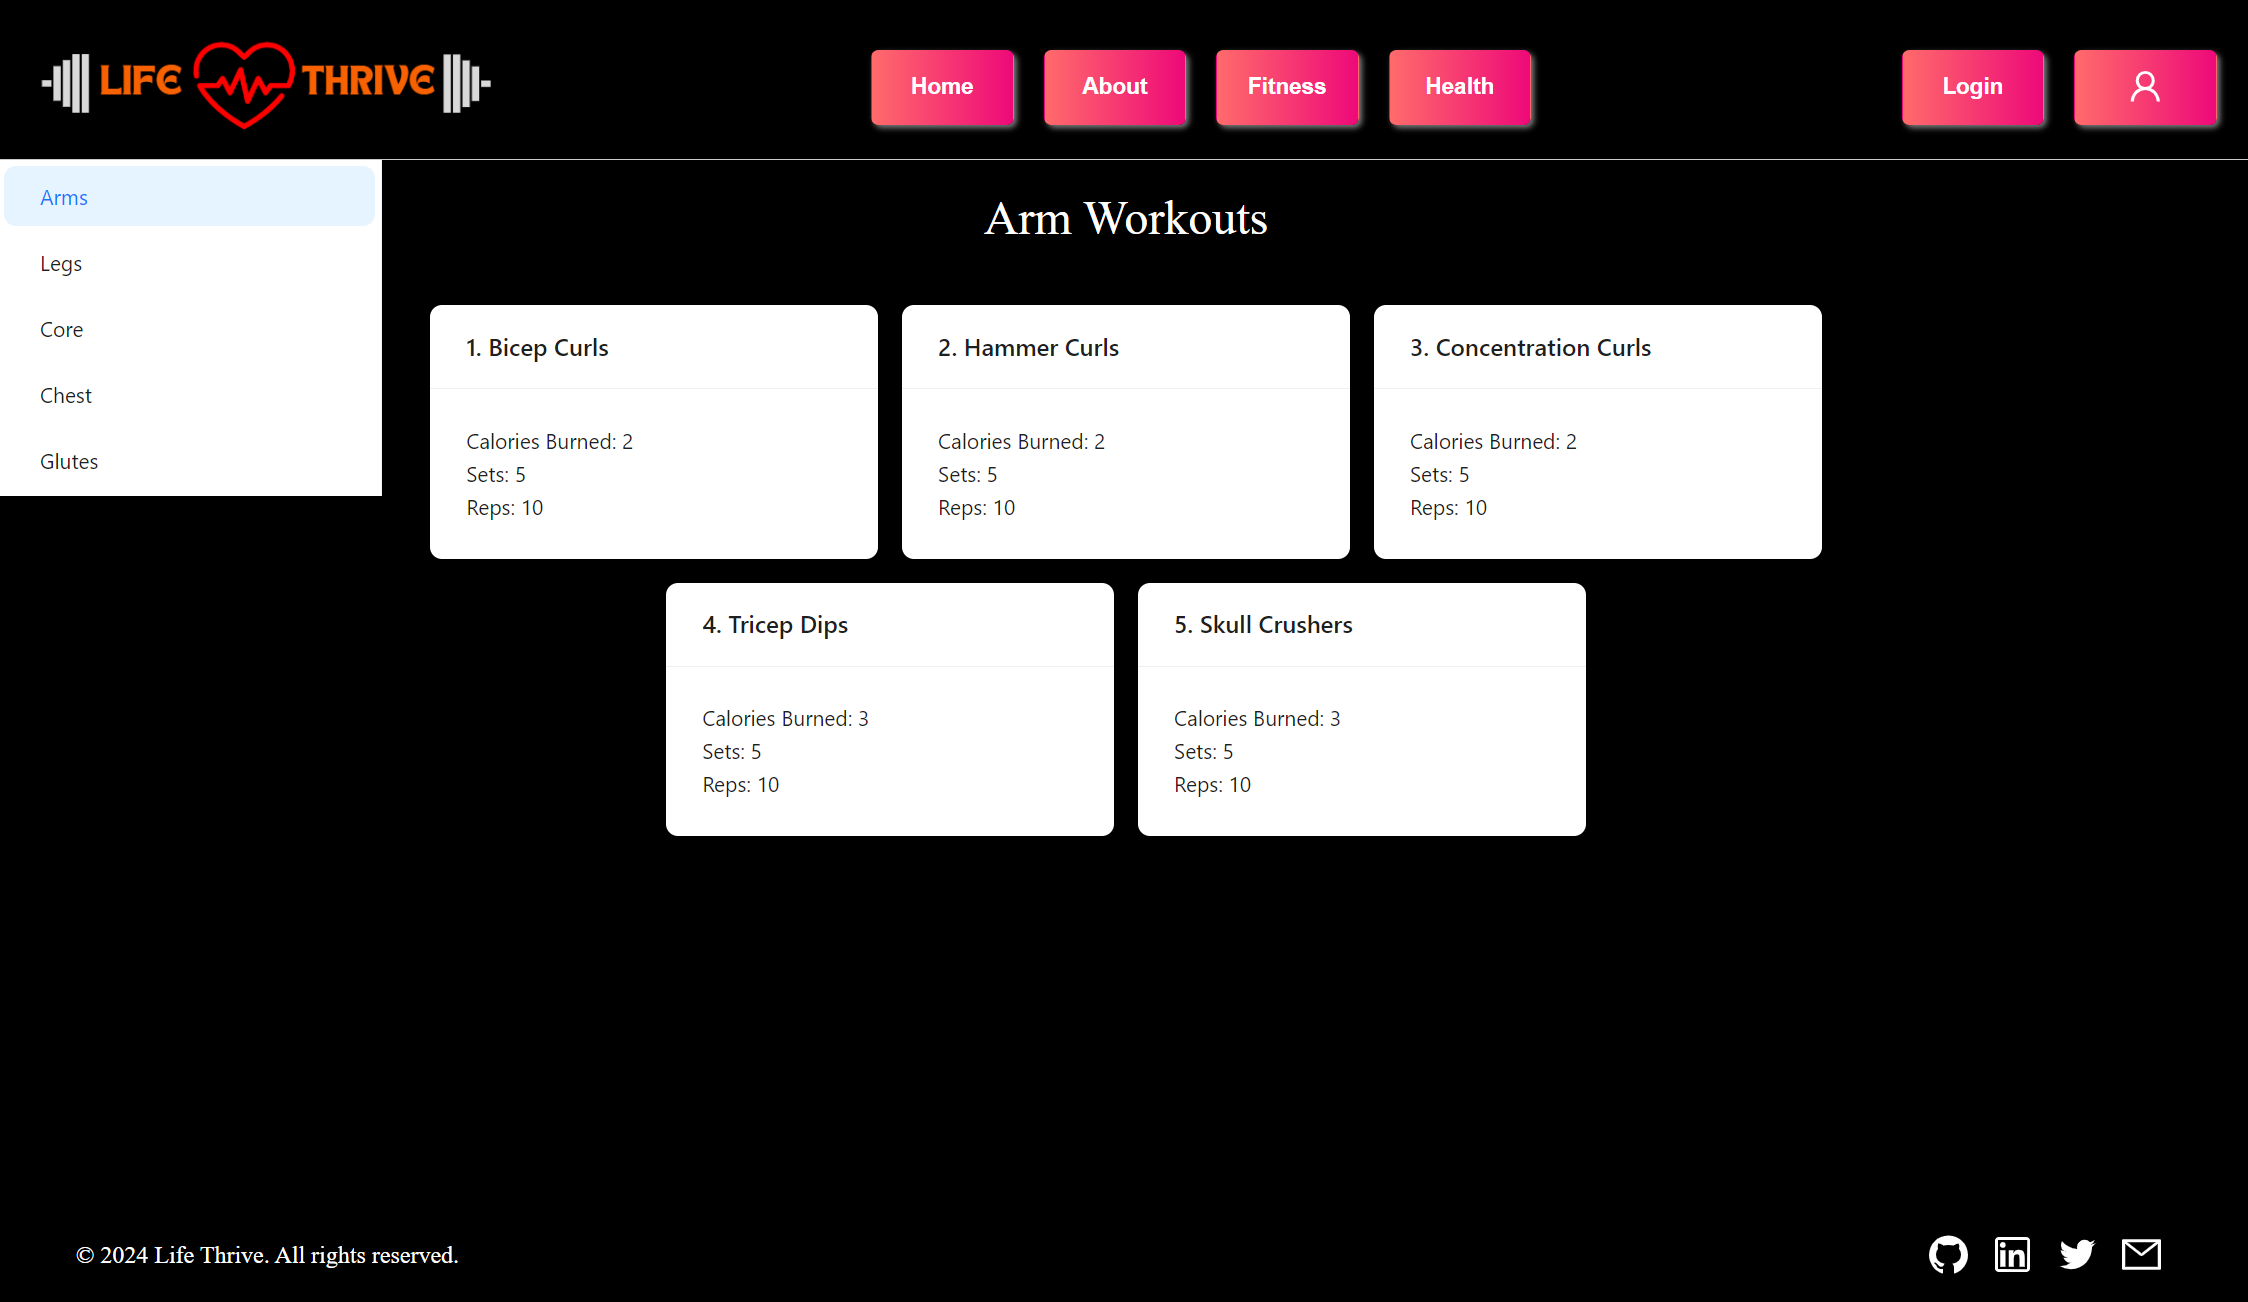 LIFE THRIVE
Home
About
Fitness
Health
Login
Arms
Legs
Core
Chest
Glutes
Arm Workouts
1. Bicep Curls
Calories Burned: 2
Sets: 5
Reps: 10
2. Hammer Curls
Calories Burned: 2
Sets: 5
Reps: 10
3. Concentration Curls
Calories Burned: 2
Sets: 5
Reps: 10
4. Tricep Dips
Calories Burned: 3
Sets: 5
Reps: 10
5. Skull Crushers
Calories Burned: 3
Sets: 5
Reps: 10
© 2024 Life Thrive. All rights reserved.
in